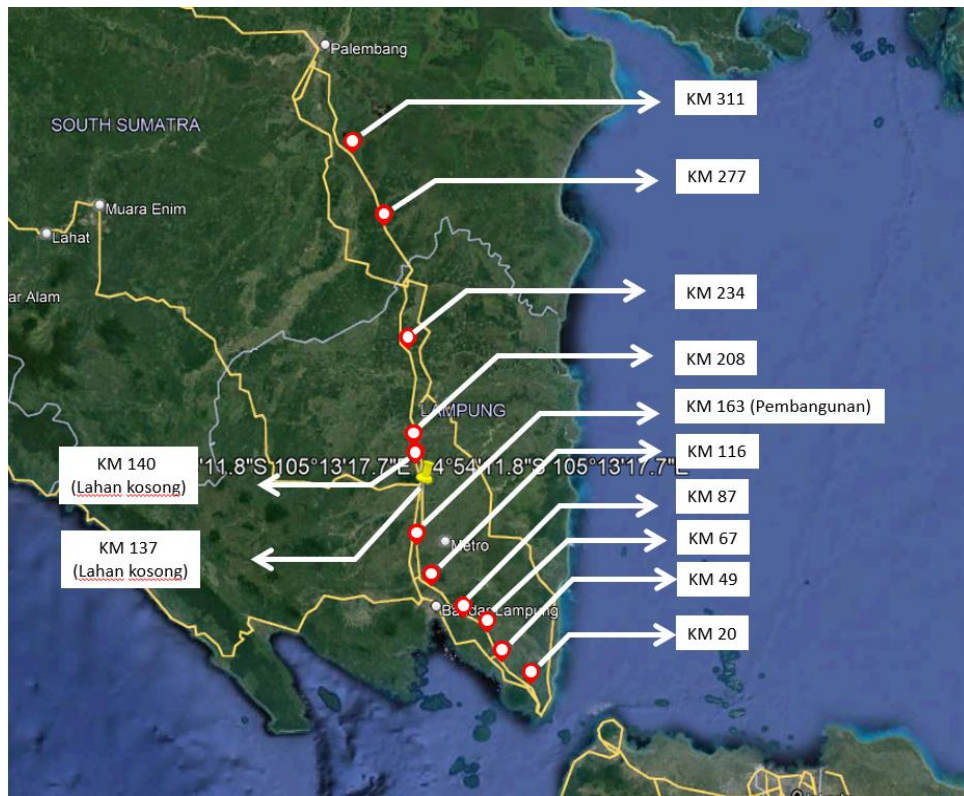 Palembang
KM 311
SOUTH SUMATRA
KM 277
Muara Enim
Lahat
ar Alam
KM 234
KM 208
LAMPUNG
KM 163 (Pembangunan)
KM 116
KM 140
(Lahan kosong)
'11.8"S 105°13'17.7"E
4°54'11.8"S 105°13'17.7"E
KM 87
KM 137
(Lahan kosong)
Metro
KM 67
KM 49
Bandar Lampung
KM 20